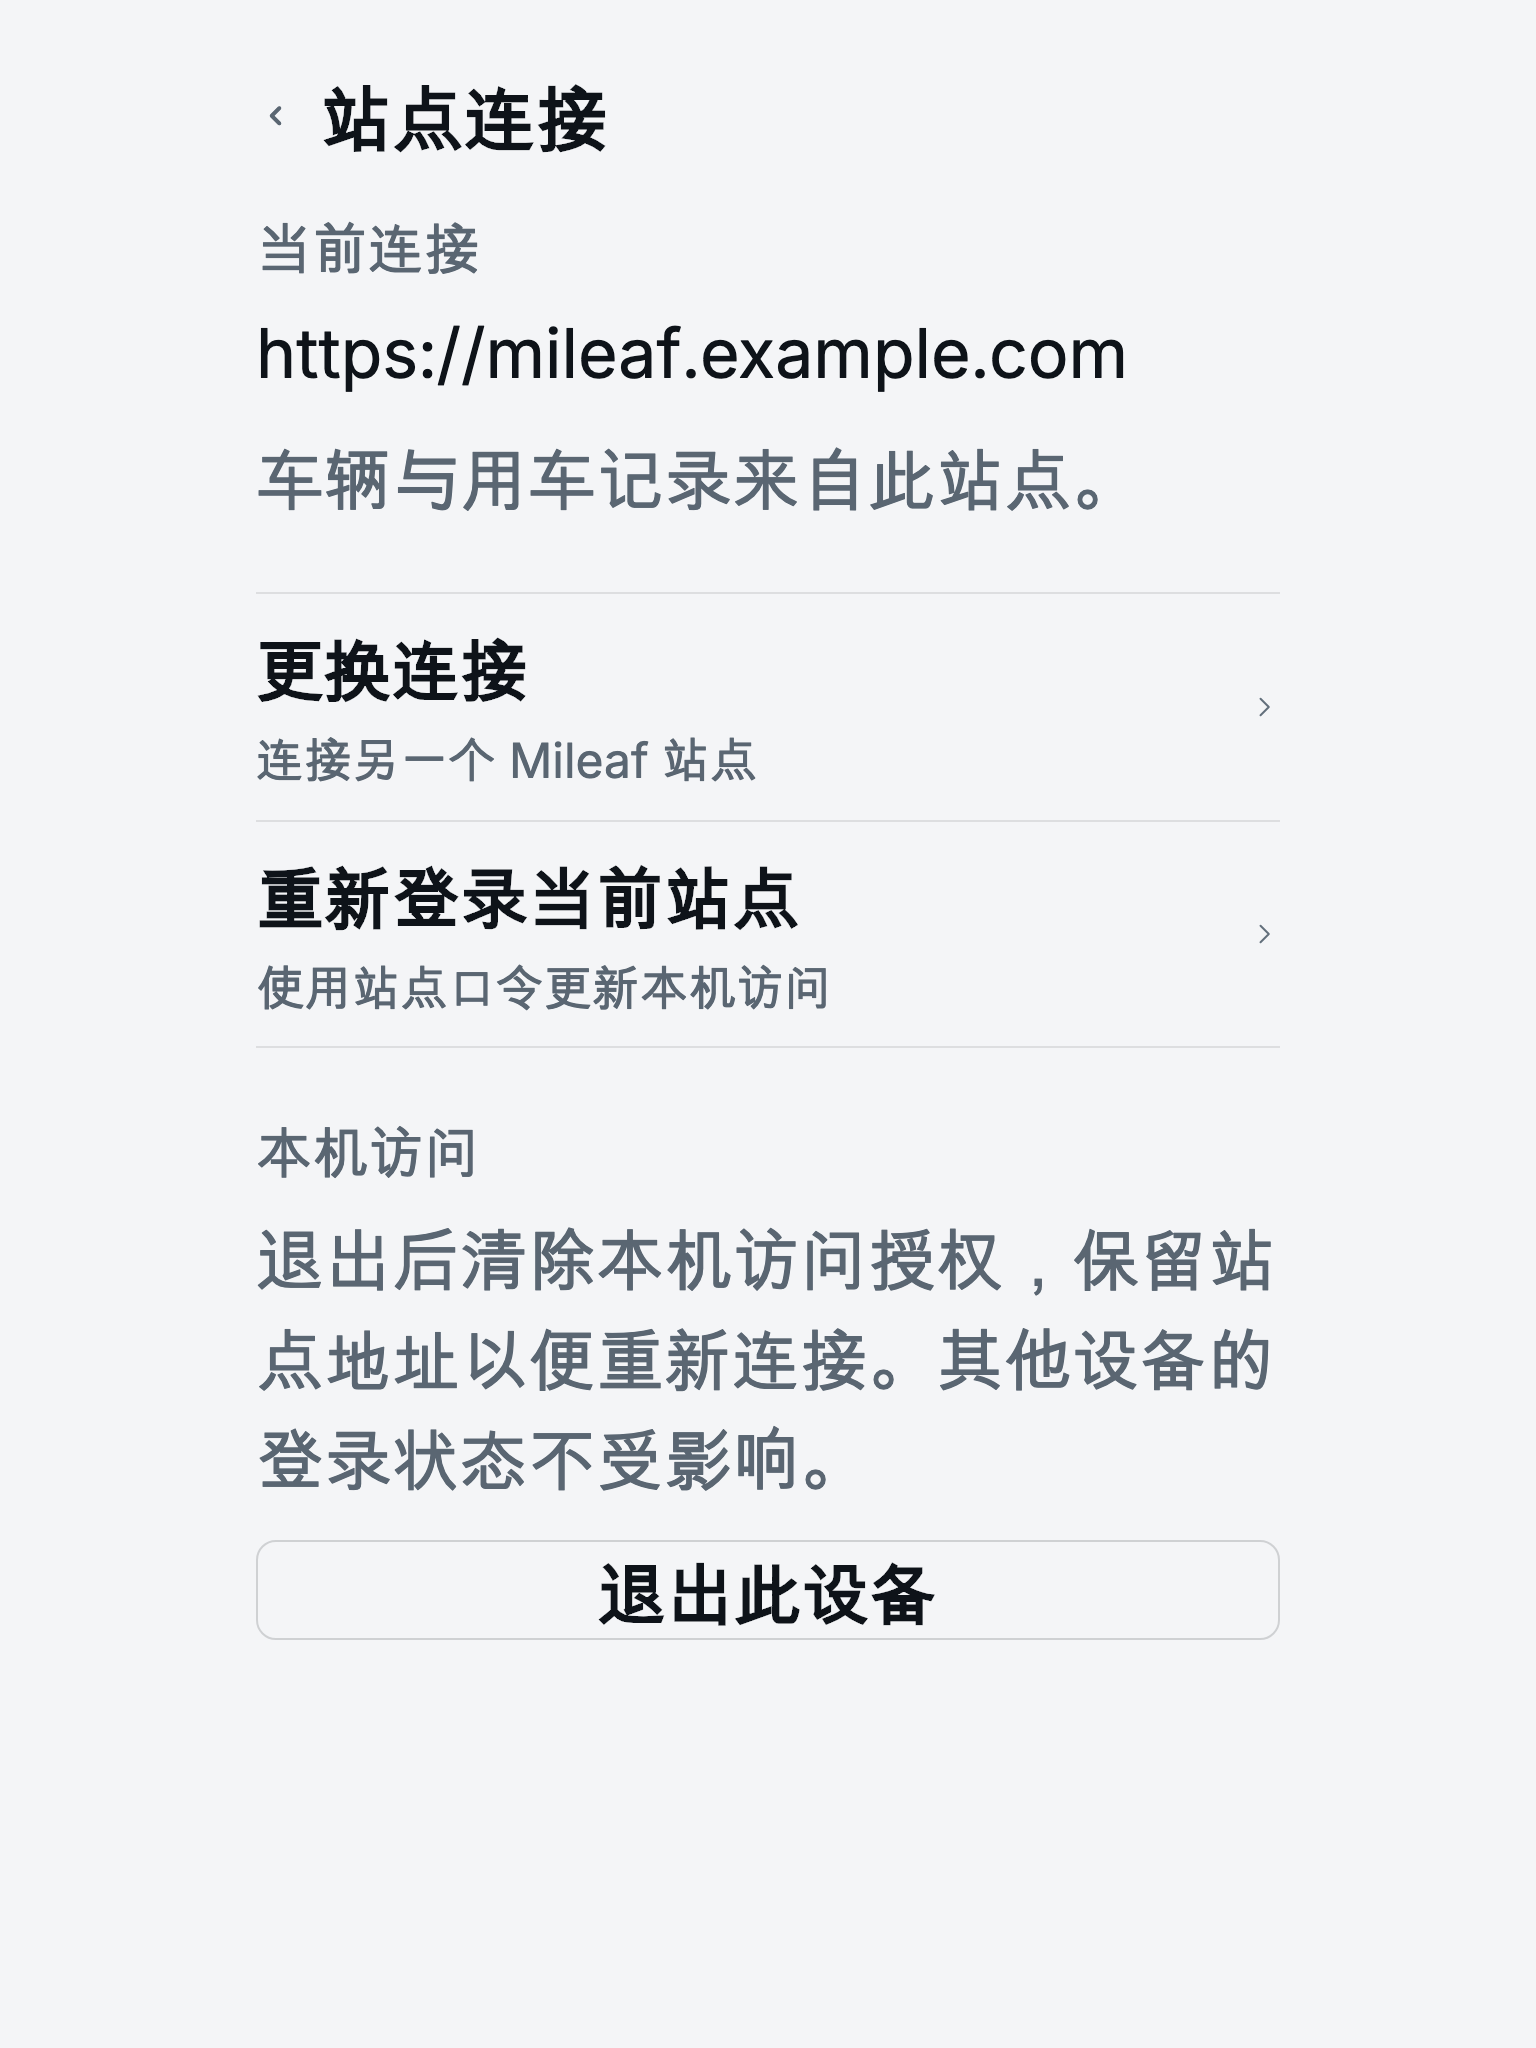 站点连接
当前连接
https://mileaf.example.com
车辆与用车记录来自此站点。
更换连接
连接另一个 Mileaf 站点
重新登录当前站点
使用站点口令更新本机访问
本机访问
退出后清除本机访问授权，保留站
点地址以便重新连接。其他设备的
登录状态不受影响。
退出此设备